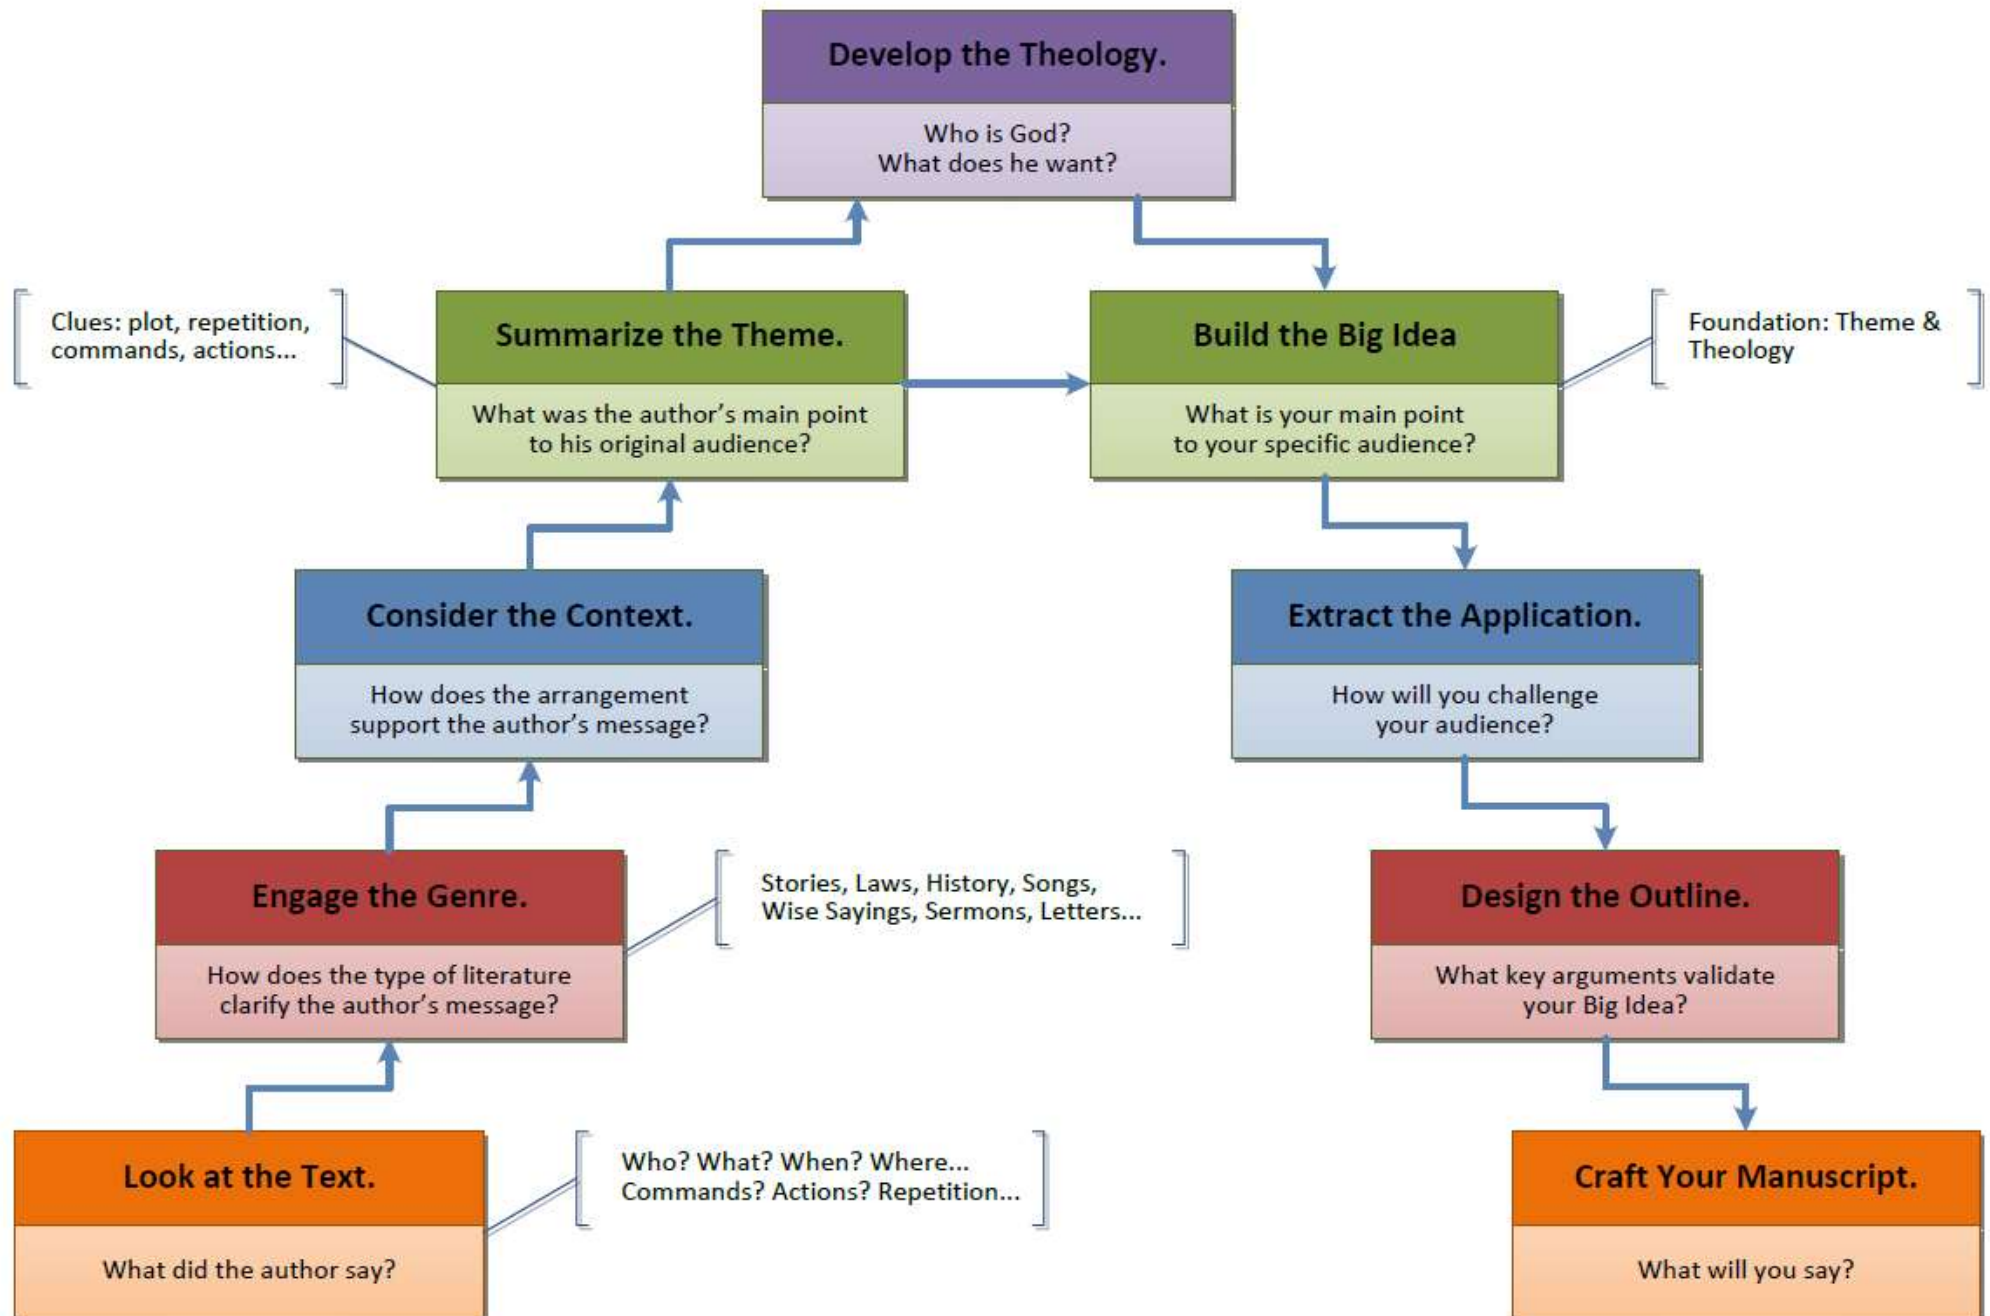 Develop the Theology.
Who is God?
What does he want?
Clues: plot, repetition,
commands, actions...
Summarize the Theme.
What was the author’s main point
to his original audience?
Build the Big Idea
What is your main point
to your specific audience?
Foundation: Theme &
Theology
Consider the Context.
How does the arrangement
support the author’s message?
Extract the Application.
How will you challenge
your audience?
Engage the Genre.
How does the type of literature
clarify the author’s message?
Stories, Laws, History, Songs,
Wise Sayings, Sermons, Letters...
Design the Outline.
What key arguments validate
your Big Idea?
Look at the Text.
What did the author say?
Who? What? When? Where...
Commands? Actions? Repetition...
Craft Your Manuscript.
What will you say?